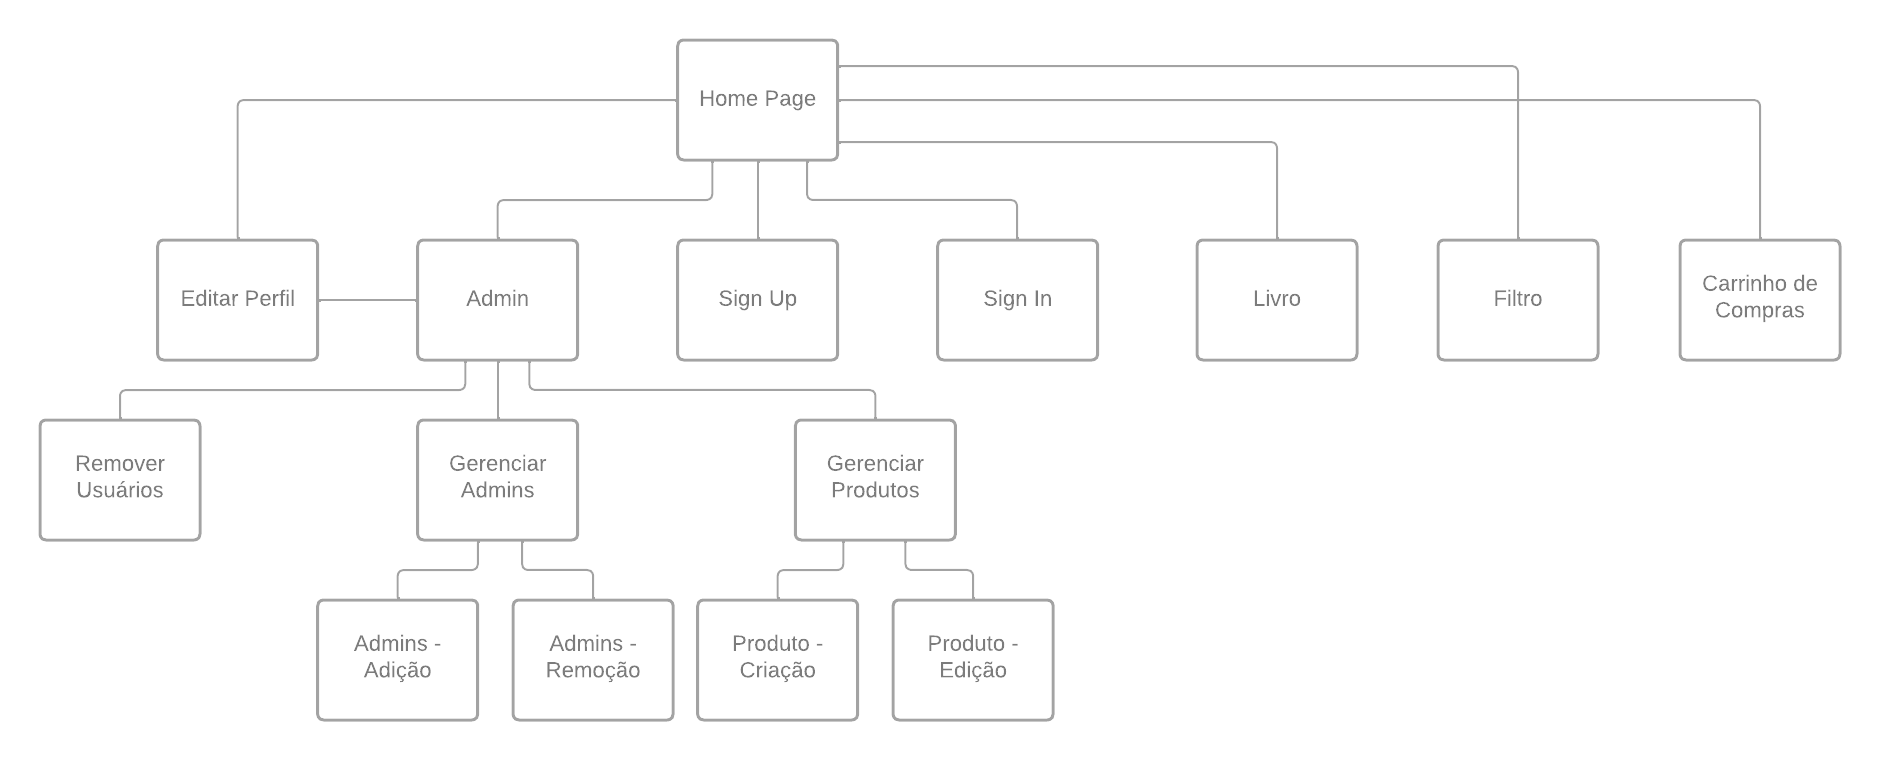 Home Page
Editar Perfil
Admin
Sign Up
Sign In
Livro
Filtro
Carrinho de
Compras
Remover
Usuários
Gerenciar
Admins
Gerenciar
Produtos
Admins -
Adição
Admins -
Remoção
Produto -
Criação
Produto -
Edição